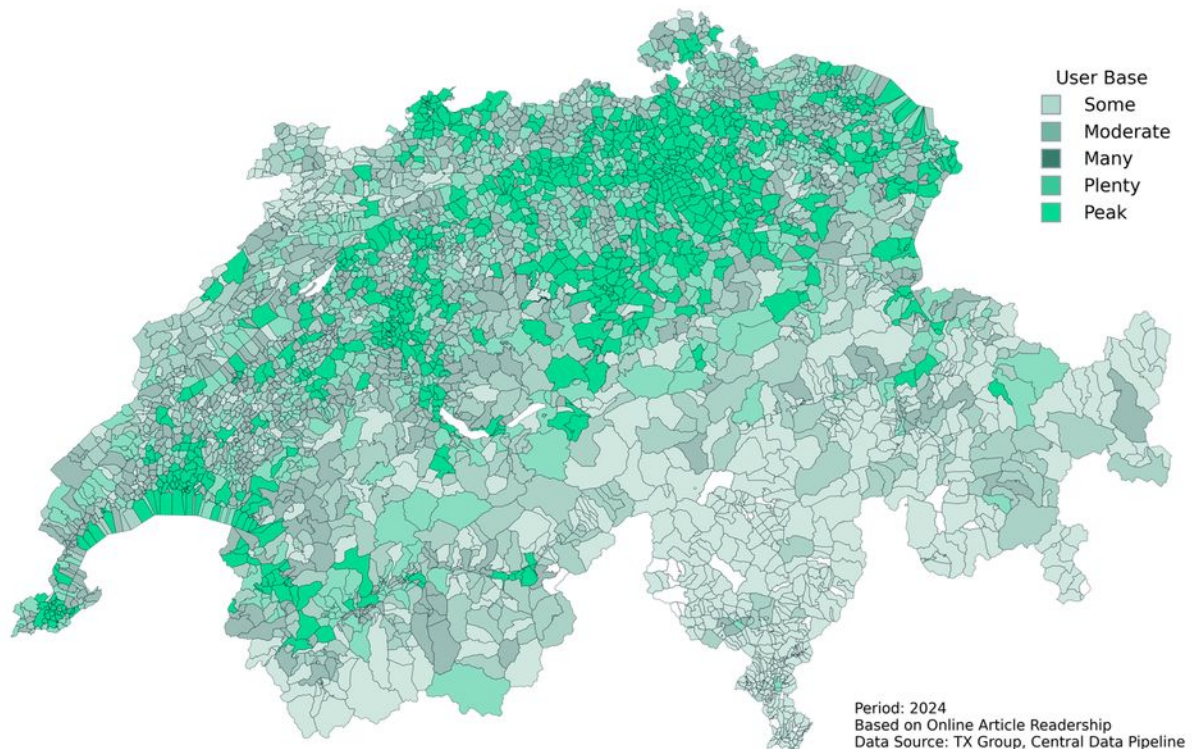 User Base
Some
Moderate
Many
Plenty
Peak
Period: 2024
Based on Online Article Readership
Data Source: TX Group, Central Data Pipeline